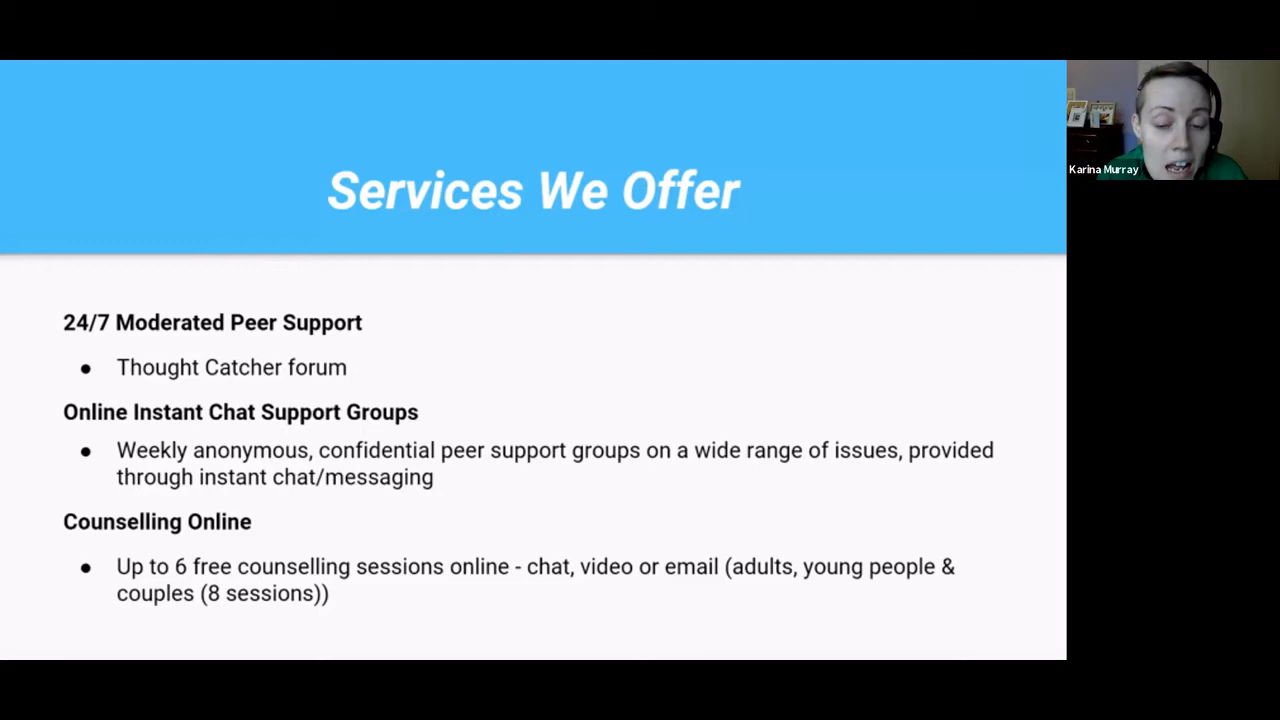 Services We Offer
Karina Murray
24/7 Moderated Peer Support
● Thought Catcher forum
Online Instant Chat Support Groups
● Weekly anonymous, confidential peer support groups on a wide range of issues, provided
through instant chat/messaging
Counselling Online
● Up to 6 free counselling sessions online - chat, video or email (adults, young people &
couples (8 sessions))